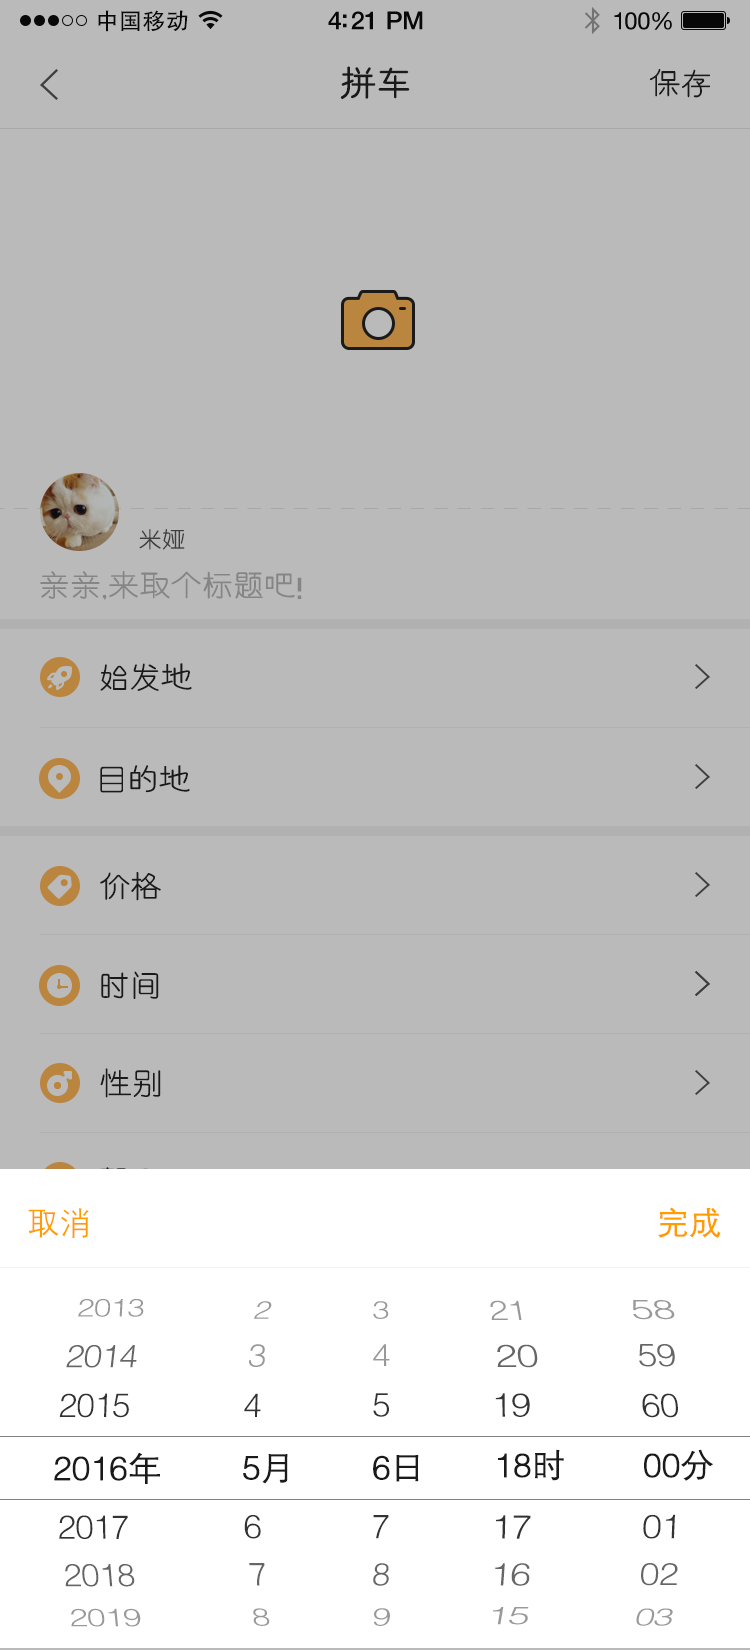 中国移动 4:21 PM 100%
拼车 保存
米娅
亲亲,来取个标题吧!
始发地
目的地
价格
时间
性别
取消 完成
2013 2 3 21 58
2014 3 4 20 59
2015 4 5 19 60
2016年 5月 6日 18时 00分
2017 6 7 17 01
2018 7 8 16 02
2019 8 9 15 03